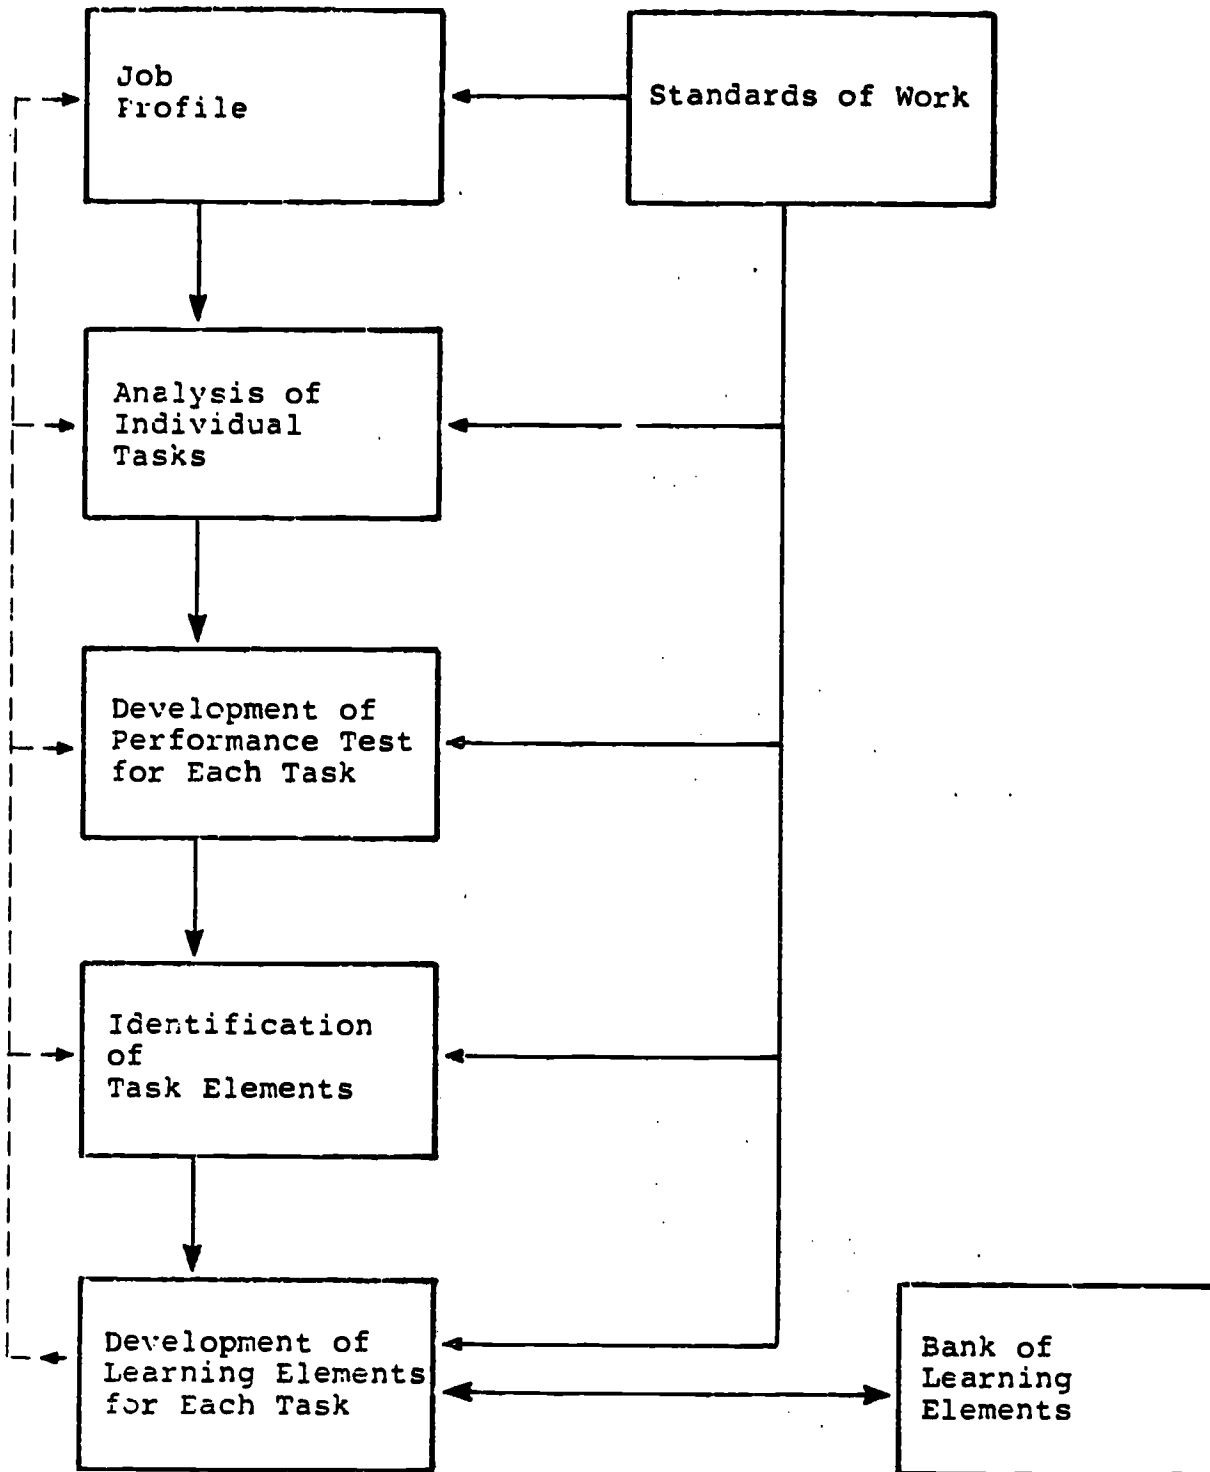 Job
Profile
Standards of Work
Analysis of
Individual
Tasks
Development of
Performance Test
for Each Task
Identification
of
Task Elements
Development of
Learning Elements
for Each Task
Bank of
Learning
Elements